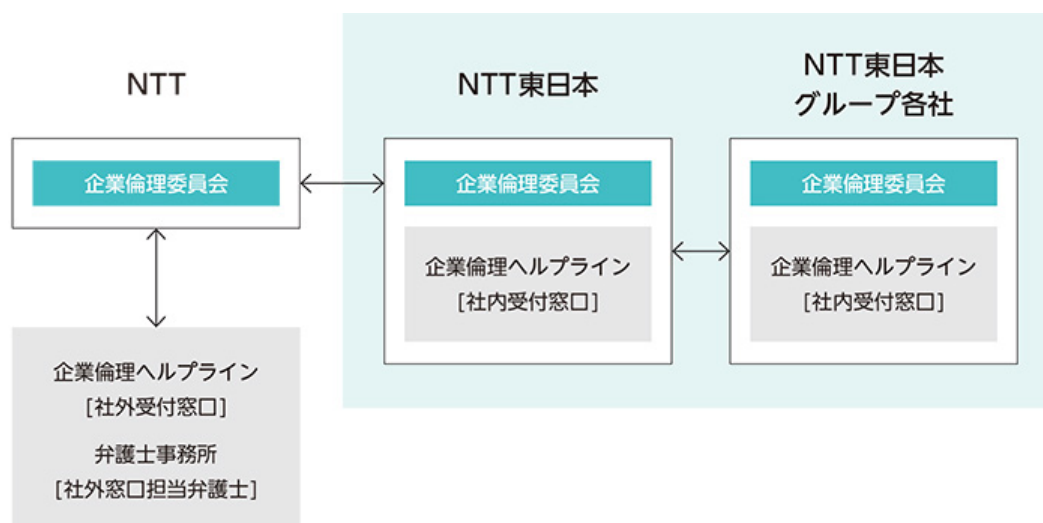 NTT
企業倫理委員会
企業倫理ヘルプライン
[社外受付窓口]
弁護士事務所
[社外窓口担当弁護士]
NTT東日本
企業倫理委員会
企業倫理ヘルプライン
[社内受付窓口]
NTT東日本
グループ各社
企業倫理委員会
企業倫理ヘルプライン
[社内受付窓口]